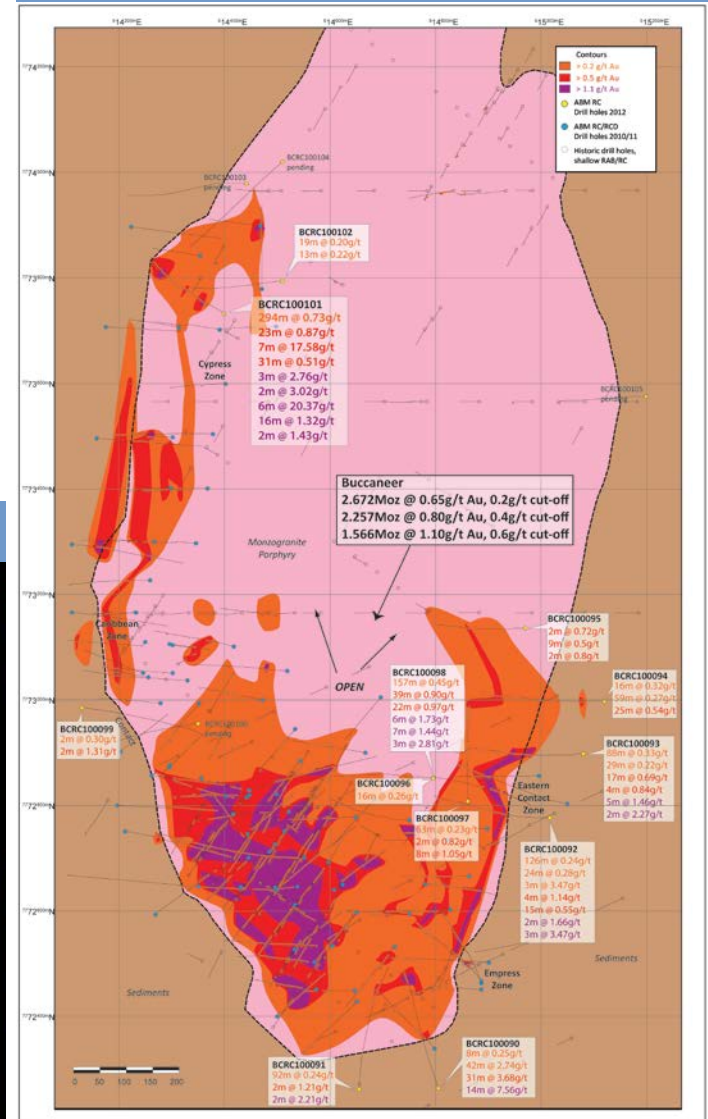 Contours
> 0.2 g/t Au
> 0.5 g/t Au
> 1.1 g/t Au
ABM RC
Drill holes 2012
ABM RC/RCD
Drill holes 2010/11
Historic drill holes,
shallow RAB/RC
BCRC100104
pending
BCRC100103
pending
BCRC100102
19m @ 0.20g/t
13m @ 0.22g/t
BCRC100101
294m @ 0.73g/t
23m @ 0.87g/t
7m @ 17.58g/t
31m @ 0.51g/t
3m @ 2.76g/t
2m @ 3.02g/t
6m @ 20.37g/t
16m @ 1.32g/t
2m @ 1.43g/t
Cypress
Zone
BCRC100105
pending
Buccaneer
2.672Moz @ 0.65g/t Au, 0.2g/t cut-off
2.257Moz @ 0.80g/t Au, 0.4g/t cut-off
1.566Moz @ 1.10g/t Au, 0.6g/t cut-off
Monzogranite
Porphyry
Caribbean
Zone
OPEN
BCRC100095
2m @ 0.72g/t
9m @ 0.5g/t
2m @ 0.8g/t
BCRC100098
157m @ 0.45g/t
39m @ 0.90g/t
22m @ 0.97g/t
6m @ 1.73g/t
7m @ 1.44g/t
3m @ 2.81g/t
BCRC100094
16m @ 0.32g/t
59m @ 0.27g/t
25m @ 0.54g/t
BCRC100099
2m @ 0.30g/t
2m @ 1.31g/t
Contact
BCRC100100
pending
BCRC100093
88m @ 0.33g/t
29m @ 0.22g/t
17m @ 0.69g/t
4m @ 0.84g/t
5m @ 1.46g/t
2m @ 2.27g/t
BCRC100096
16m @ 0.26g/t
Eastern
Contact
Zone
BCRC100097
63m @ 0.23g/t
2m @ 0.82g/t
8m @ 1.05g/t
BCRC100092
126m @ 0.24g/t
24m @ 0.28g/t
3m @ 3.47g/t
4m @ 1.14g/t
15m @ 0.55g/t
2m @ 1.66g/t
3m @ 3.47g/t
Sediments
Empress
Zone
Sediments
BCRC100091
92m @ 0.24g/t
2m @ 1.21g/t
2m @ 2.21g/t
BCRC100090
8m @ 0.25g/t
42m @ 2.74g/t
31m @ 3.68g/t
14m @ 7.56g/t
0 50 100 150 200